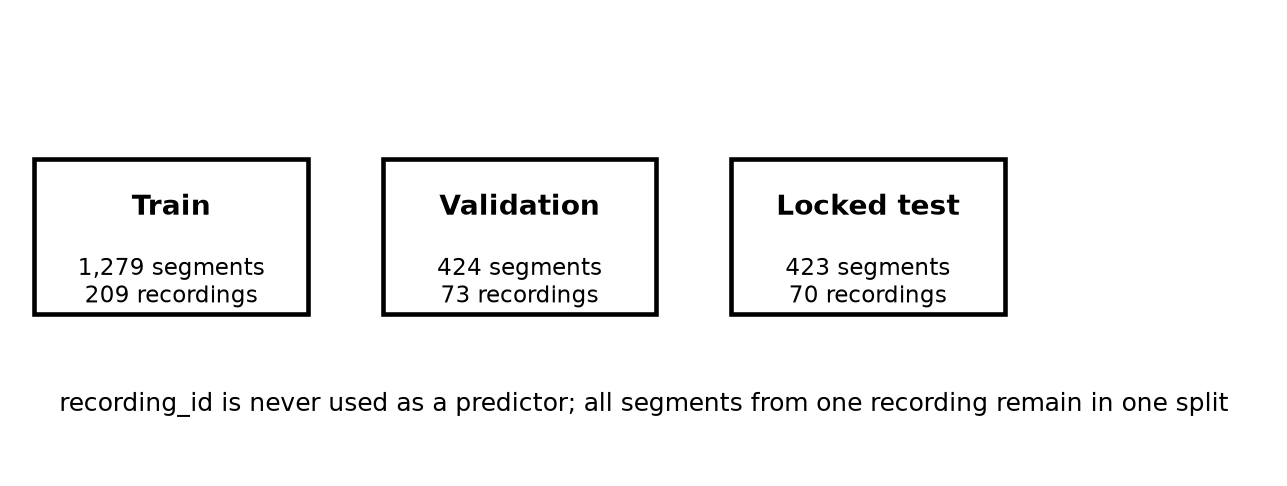 Train
1,279 segments
209 recordings
Validation
424 segments
73 recordings
Locked test
423 segments
70 recordings
recording_id is never used as a predictor; all segments from one recording remain in one split